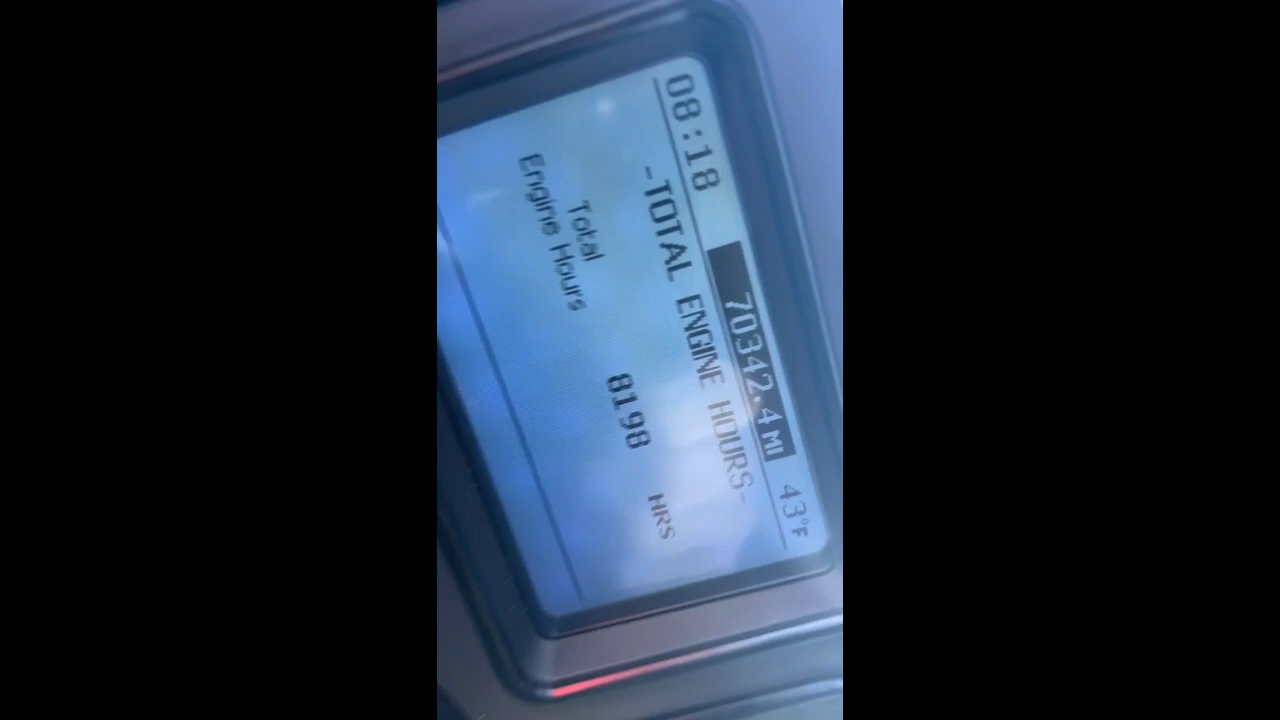 08:18 70342.4 MI 43°F
-TOTAL ENGINE HOURS-
Total
Engine Hours 8198 HRS